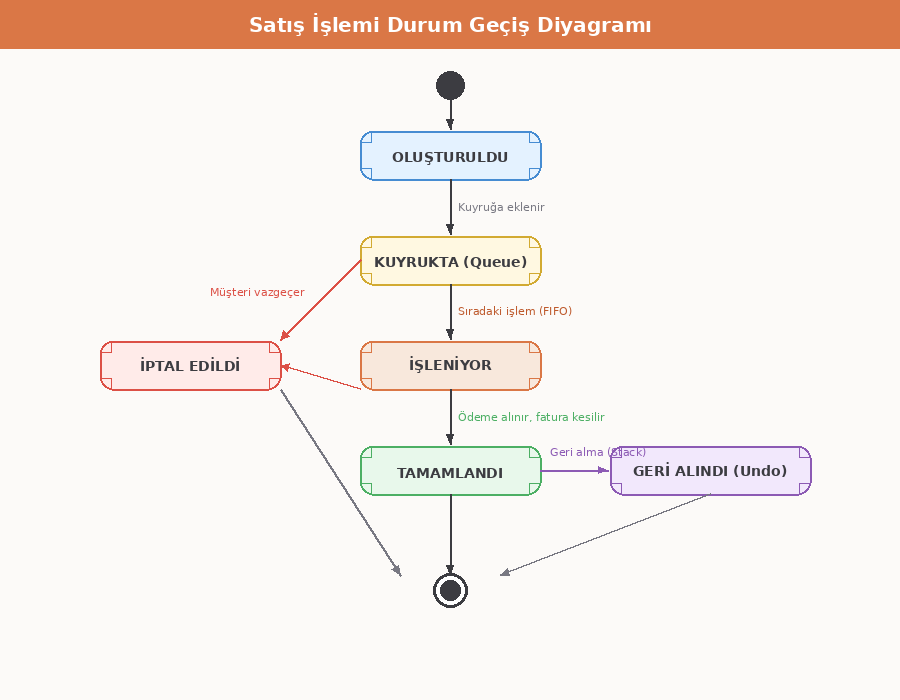 Satış İşlemi Durum Geçiş Diyagramı
OLUŞTURULDU
Kuyruğa eklenir
KUYRUKTA (Queue)
Müşteri vazgeçer
Sıradaki işlem (FIFO)
İPTAL EDİLDİ
İŞLENİYOR
Ödeme alınır, fatura kesilir
Geri alma (Stack)
TAMAMLANDI
GERİ ALINDI (Undo)